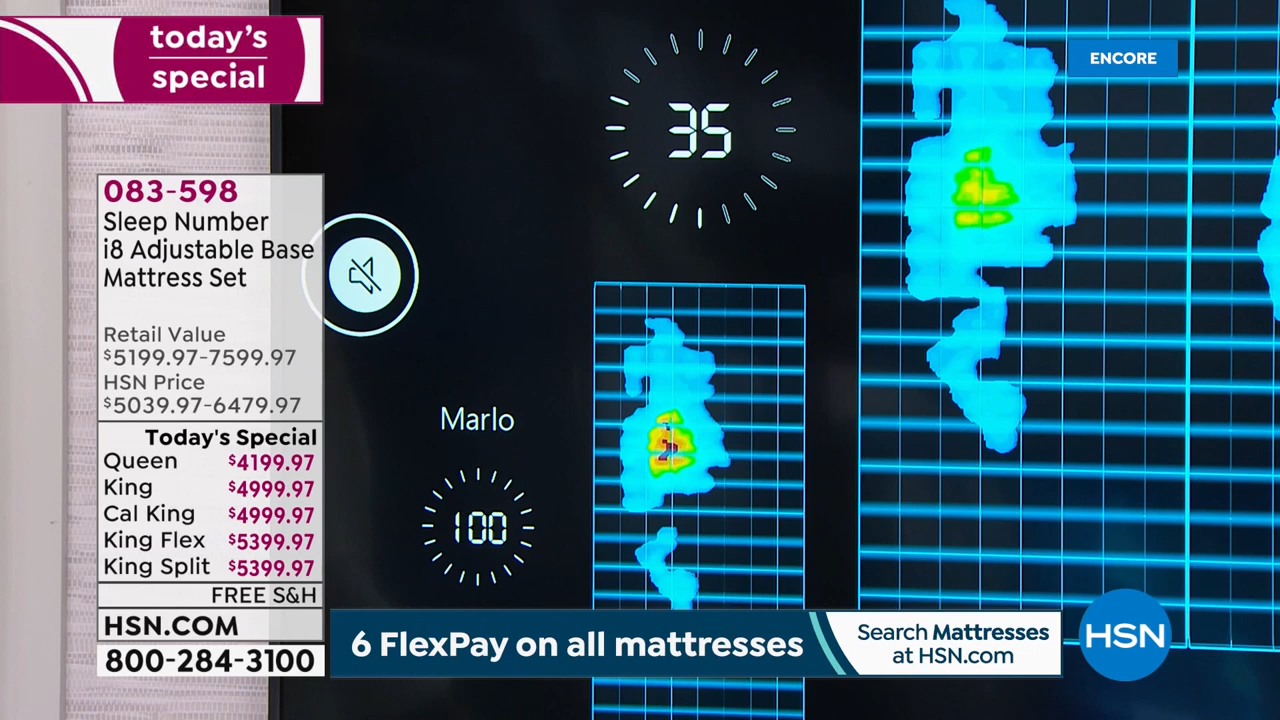 today's
special
ENCORE
35
083-598
Sleep Number
i8 Adjustable Base
Mattress Set
Retail Value
$5199.97-7599.97
HSN Price
$5039.97-6479.97
Today's Special
Queen $4199.97
King $4999.97
Cal King $4999.97
King Flex $5399.97
King Split $5399.97
FREE S&H
HSN.COM
800-284-3100
Marlo
100
6 FlexPay on all mattresses
Search Mattresses
at HSN.com
HSN